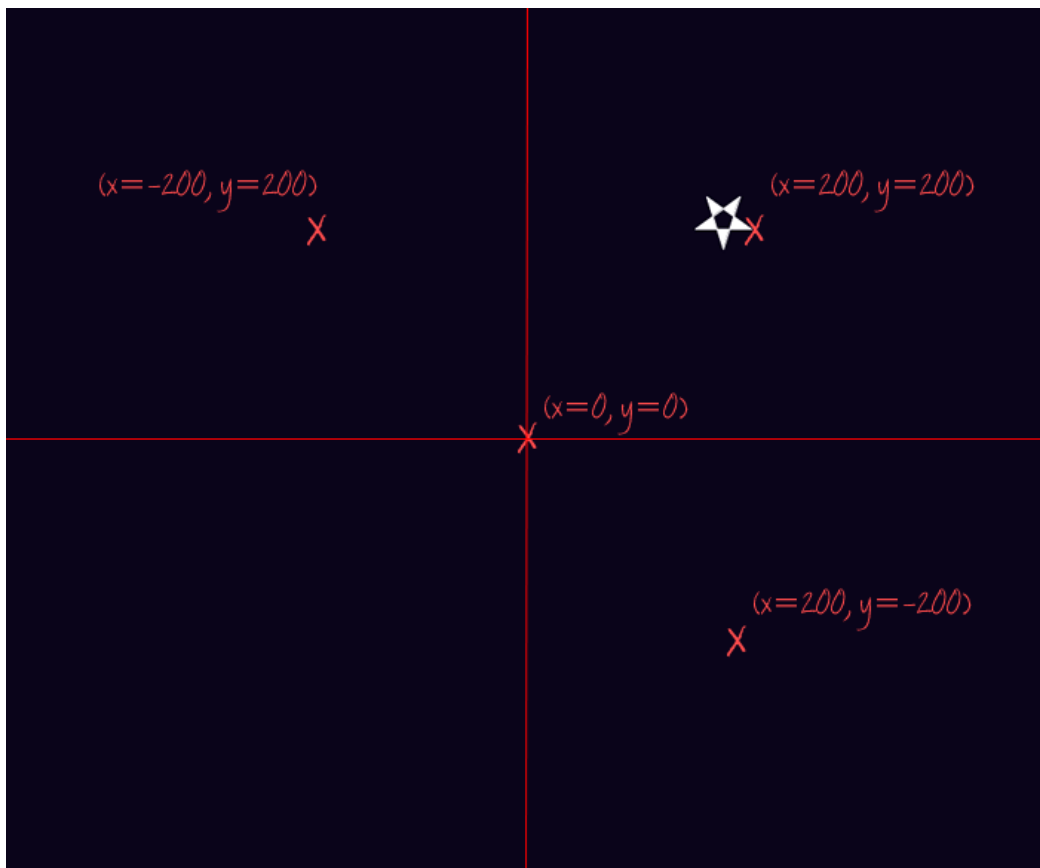 (x=-200, y=200)
(x=200, y=200)
X
X
(x=0, y=0)
X
(x=200, y=-200)
X